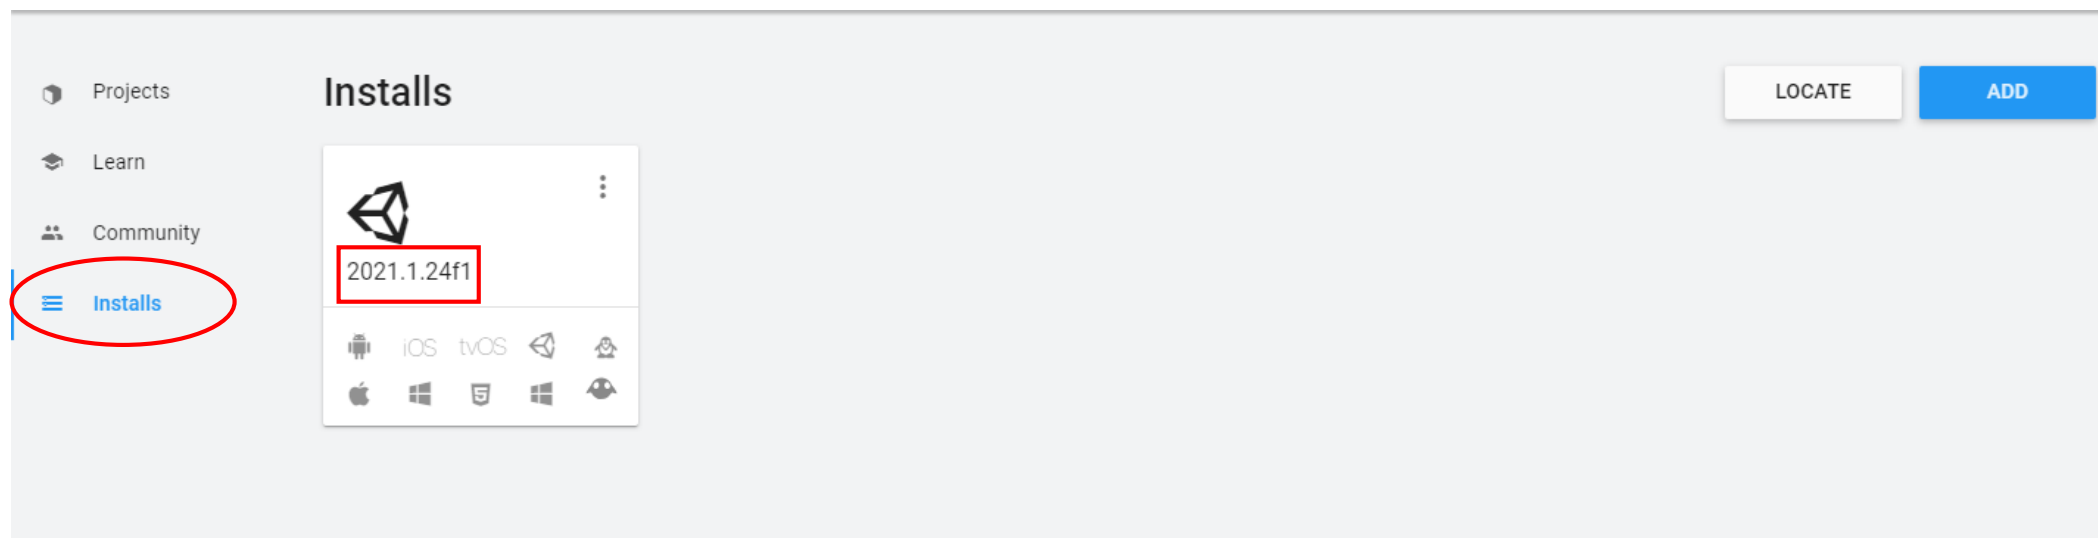 Projects
Learn
Community
Installs
Installs
LOCATE
ADD
2021.1.24f1
iOS tvOS